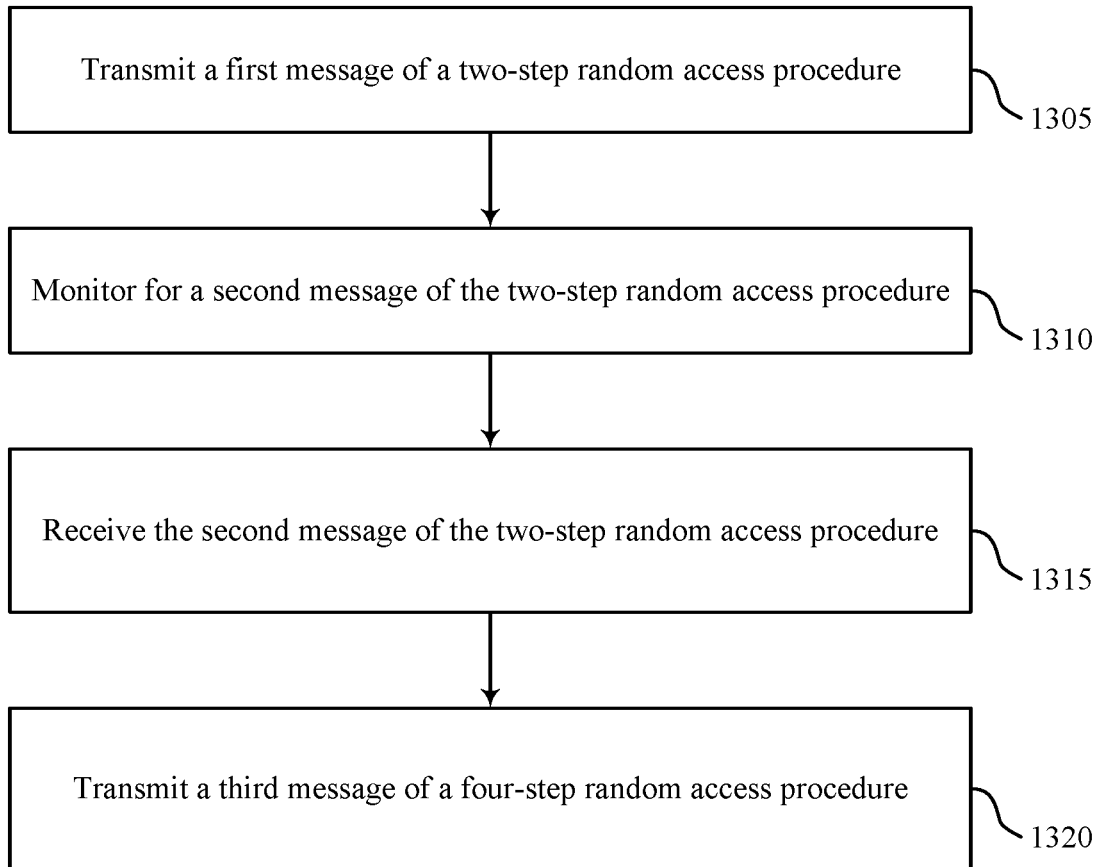 Transmit a first message of a two-step random access procedure
1305
Monitor for a second message of the two-step random access procedure
1310
Receive the second message of the two-step random access procedure
1315
Transmit a third message of a four-step random access procedure
1320